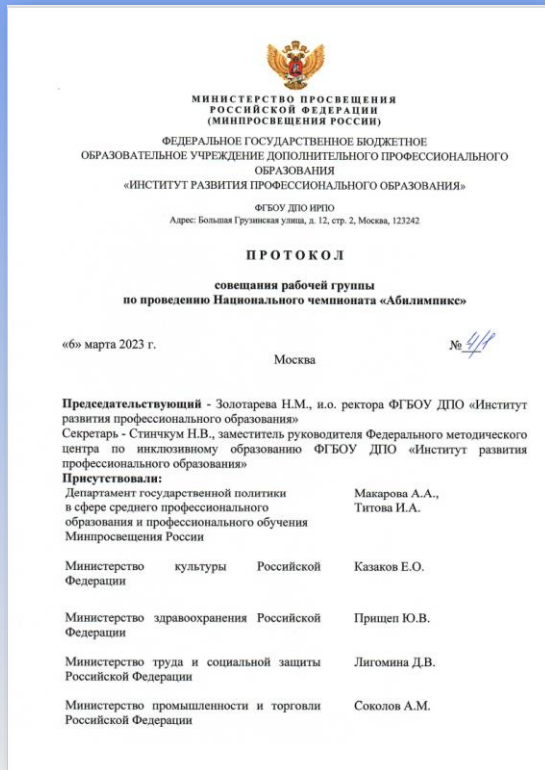 МИНИСТЕРСТВО ПРОСВЕЩЕНИЯ
РОССИЙСКОЙ ФЕДЕРАЦИИ
(МИНПРОСВЕЩЕНИЯ РОССИИ)
ФЕДЕРАЛЬНОЕ ГОСУДАРСТВЕННОЕ БЮДЖЕТНОЕ
ОБРАЗОВАТЕЛЬНОЕ УЧРЕЖДЕНИЕ ДОПОЛНИТЕЛЬНОГО ПРОФЕССИОНАЛЬНОГО
ОБРАЗОВАНИЯ
«ИНСТИТУТ РАЗВИТИЯ ПРОФЕССИОНАЛЬНОГО ОБРАЗОВАНИЯ»
ФГБОУ ДПО ИРПО
Адрес: Большая Грузинская улица, д. 12, стр. 2, Москва, 123242
ПРОТОКОЛ
совещания рабочей группы
по проведению Национального чемпионата «Абилимпикс»
«6» марта 2023 г. № 4/1
Москва
Председательствующий - Золотарева Н.М., и.о. ректора ФГБОУ ДПО «Институт
развития профессионального образования»
Секретарь - Стинчкум Н.В., заместитель руководителя Федерального методического
центра по инклюзивному образованию ФГБОУ ДПО «Институт развития
профессионального образования»
Присутствовали:
Департамент государственной политики Макарова А.А.,
в сфере среднего профессионального Титова И.А.
образования и профессионального обучения
Минпросвещения России
Министерство культуры Российской Казаков Е.О.
Федерации
Министерство здравоохранения Российской Прищеп Ю.В.
Федерации
Министерство труда и социальной защиты Лигомина Д.В.
Российской Федерации
Министерство промышленности и торговли Соколов А.М.
Российской Федерации